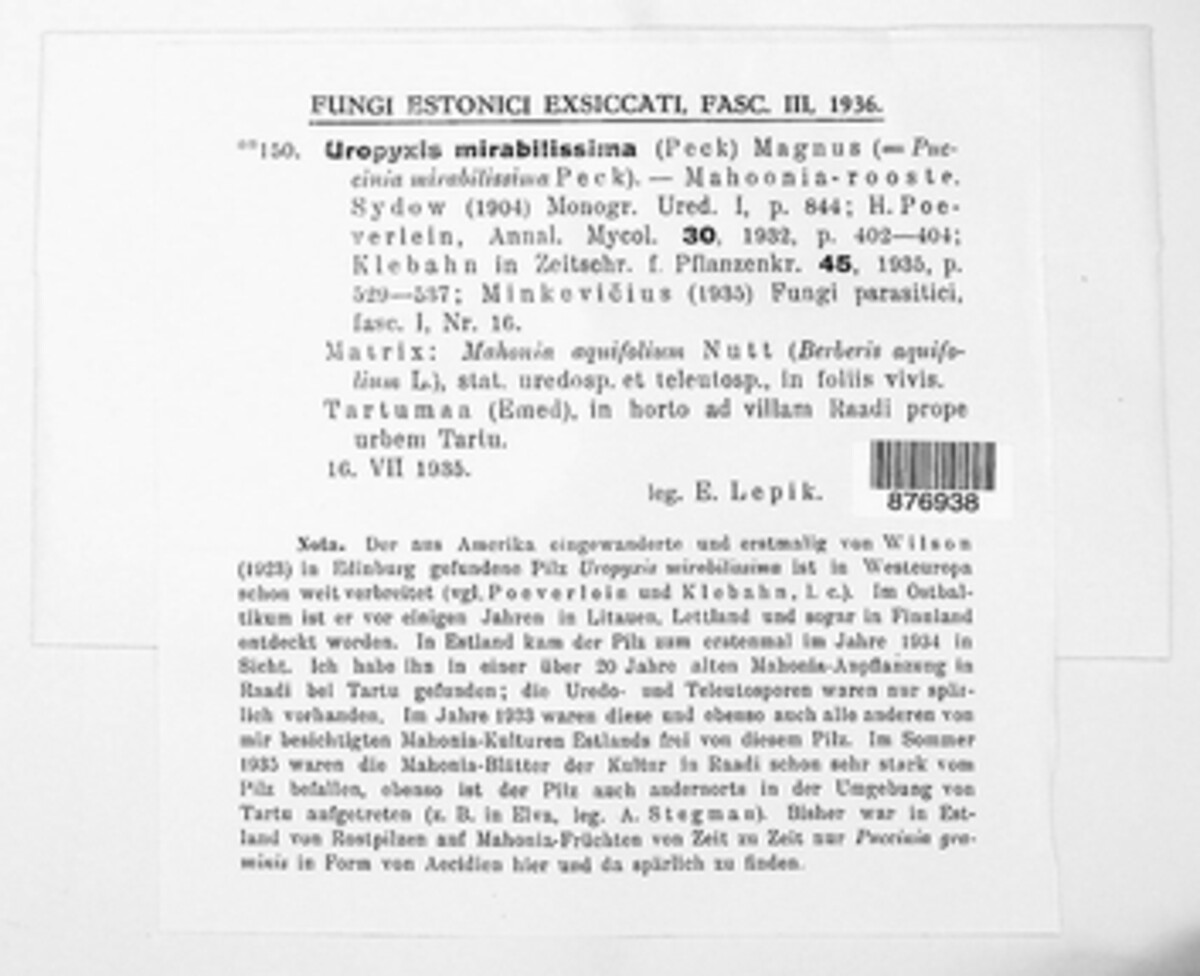 FUNGI ESTONICI EXSICCATI, FASC. III, 1936.
**150. Uropyxis mirabilissima (Peck) Magnus (= Puc-
cinia mirabilissima Peck). — Mahoonia-rooste.
Sydow (1904) Monogr. Ured. I, p. 844; H. Poe-
verlein, Annal. Mycol. 30, 1932, p. 402—404;
Klebahn in Zeitschr. f. Pflanzenkr. 45, 1935, p.
529—537; Minkevičius (1935) Fungi parasitici,
fasc. I, Nr. 16.
Matrix: Mahonia aquifolium Nutt (Berberis aquifo-
lium L.), stat. uredosp. et teleutosp., in foliis vivis.
Tartumaa (Emed), in horto ad villam Raadi prope
urbem Tartu.
16. VII 1935.
leg. E. Lepik.
876938
Nota. Der aus Amerika eingewanderte und erstmalig von Wilson
(1923) in Edinburg gefundene Pilz Uropyxis mirabilissima ist in Westeuropa
schon weit verbreitet (vgl. Poeverlein und Klebahn, l. c.). Im Ostbal-
tikum ist er vor einigen Jahren in Litauen, Lettland und sogar in Finnland
entdeckt worden. In Estland kam der Pilz zum erstenmal im Jahre 1934 in
Sicht. Ich habe ihn in einer über 20 Jahre alten Mahonia-Anpflanzung in
Raadi bei Tartu gefunden; die Uredo- und Teleutosporen waren nur spär-
lich vorhanden. Im Jahre 1933 waren diese und ebenso auch alle anderen von
mir besichtigten Mahonia-Kulturen Estlands frei von diesem Pilz. Im Sommer
1935 waren die Mahonia-Blätter der Kultur in Raadi schon sehr stark vom
Pilz befallen, ebenso ist der Pilz auch andernorts in der Umgebung von
Tartu aufgetreten (z. B. in Elva, leg. A. Stegman). Bisher war in Est-
land von Rostpilzen auf Mahonia-Früchten von Zeit zu Zeit nur Puccinia gra-
minis in Form von Aecidien hier und da spärlich zu finden.